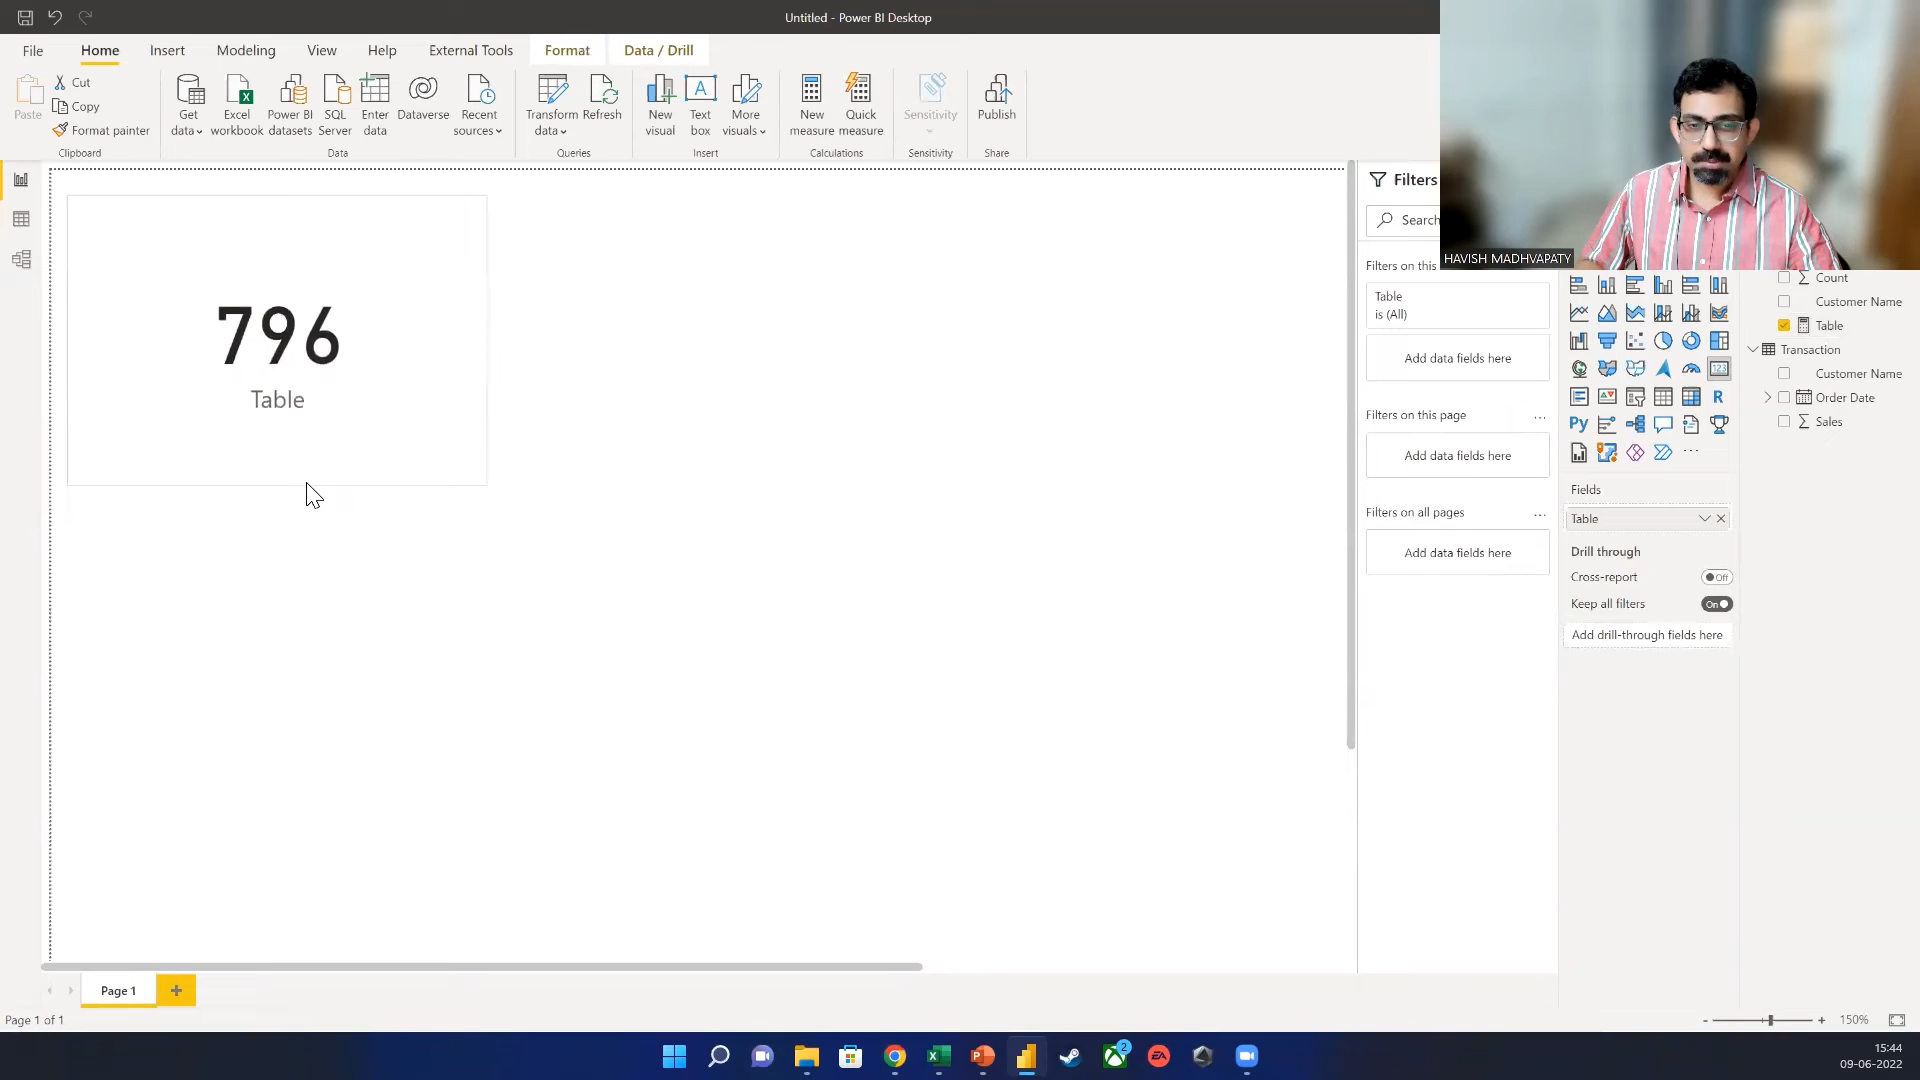 Untitled - Power BI Desktop
File
Home
Insert
Modeling
View
Help
External Tools
Format
Data / Drill
Paste
Cut
Copy
Format painter
Clipboard
Get data
Excel workbook
Power BI datasets
SQL Server
Enter data
Dataverse
Recent sources
Data
Transform data
Refresh
Queries
New visual
Text box
More visuals
Insert
New measure
Quick measure
Calculations
Sensitivity
Sensitivity
Publish
Share
HAVISH MADHVAPATY
796
Table
Filters
Search
Filters on this
Table
is (All)
Add data fields here
Filters on this page
...
Add data fields here
Filters on all pages
...
Add data fields here
123
R
Py
...
Fields
Table
Drill through
Cross-report
Off
Keep all filters
On
Add drill-through fields here
Count
Customer Name
Table
Transaction
Customer Name
Order Date
Sales
Page 1
+
Page 1 of 1
- + 150%
2
EA
15:44
09-06-2022